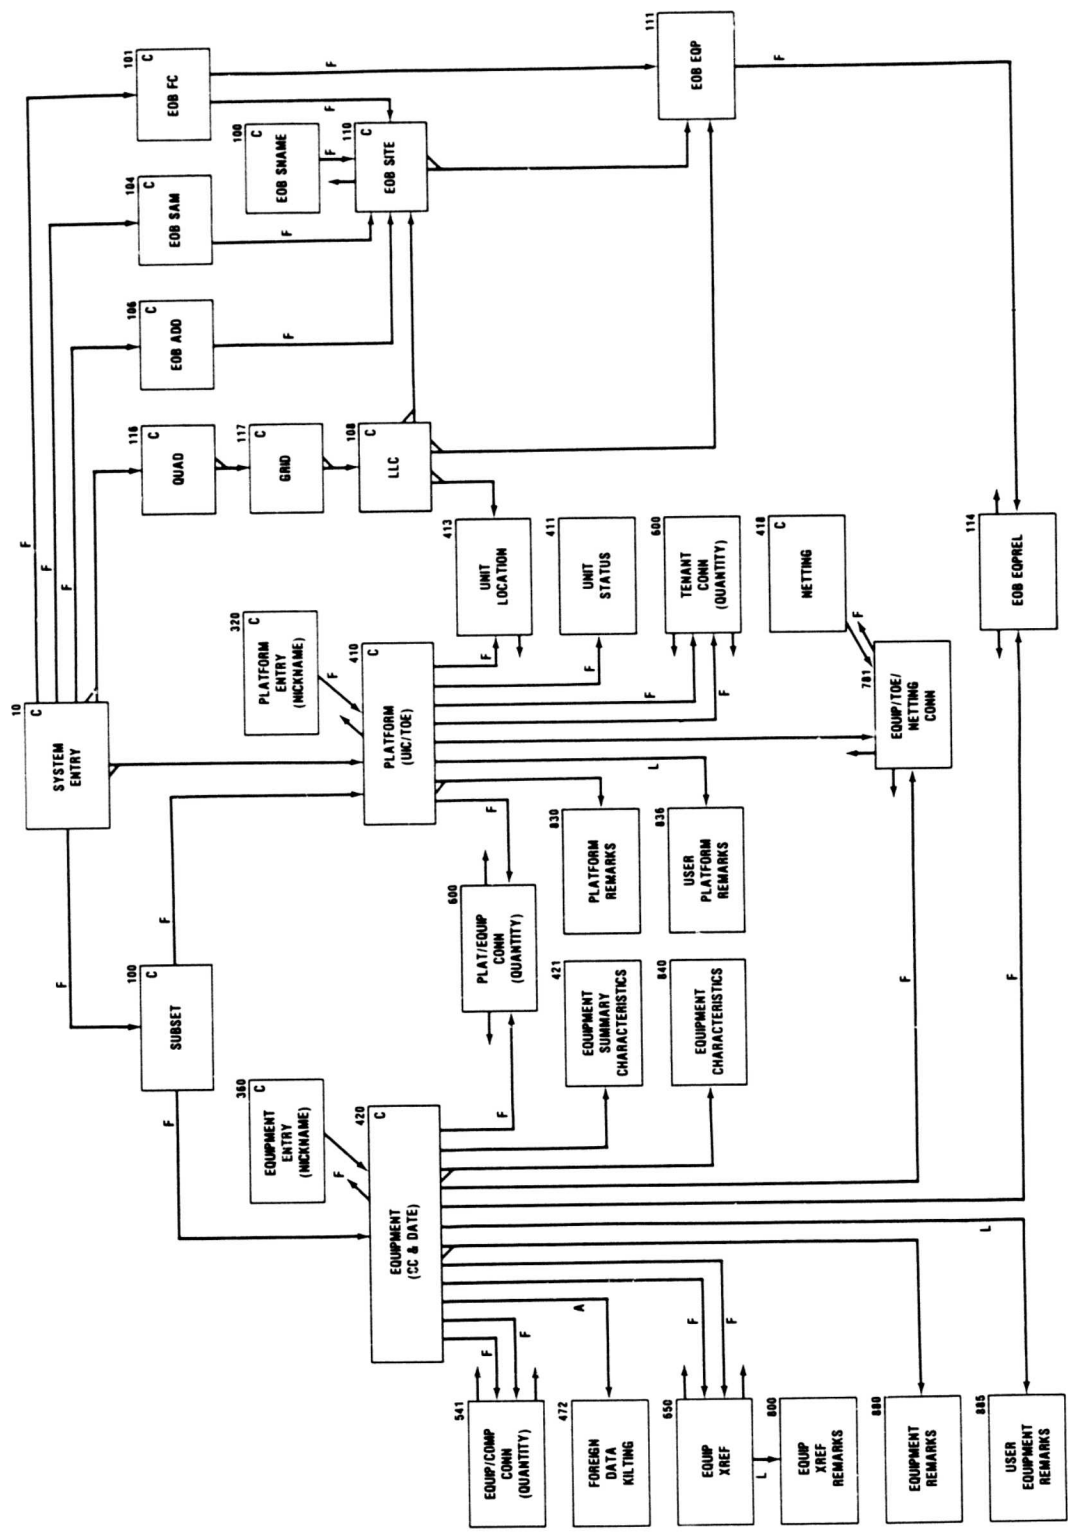 10
C
SYSTEM
ENTRY
F
F
F
F
101
C
EOB FC
F
F
104
C
EOB SAM
F
106
C
EOB ADO
F
100
C
EOB SNAME
F
110
C
EOB SITE
111
EOB EQP
F
116
C
QUAD
117
C
GRID
108
C
LLC
F
100
C
SUBSET
F
F
320
C
PLATFORM
ENTRY
(NICKNAME)
F
410
C
PLATFORM
(UIC/TOE)
F
F
F
F
L
F
413
UNIT
LOCATION
411
UNIT
STATUS
600
TENANT
CONN
(QUANTITY)
418
C
NETTING
F
781
EQUIP/TOE/
NETTING
CONN
114
EOB EQPREL
600
PLAT/EQUIP
CONN
(QUANTITY)
830
PLATFORM
REMARKS
836
USER
PLATFORM
REMARKS
360
C
EQUIPMENT
ENTRY
(NICKNAME)
F
420
C
EQUIPMENT
(CC & DATE)
F
421
EQUIPMENT
SUMMARY
CHARACTERISTICS
840
EQUIPMENT
CHARACTERISTICS
F
F
L
A
F
F
F
F
541
EQUIP/COMP
CONN
(QUANTITY)
472
FOREIGN
DATA
KILTING
650
EQUIP
XREF
L
800
EQUIP
XREF
REMARKS
880
EQUIPMENT
REMARKS
885
USER
EQUIPMENT
REMARKS